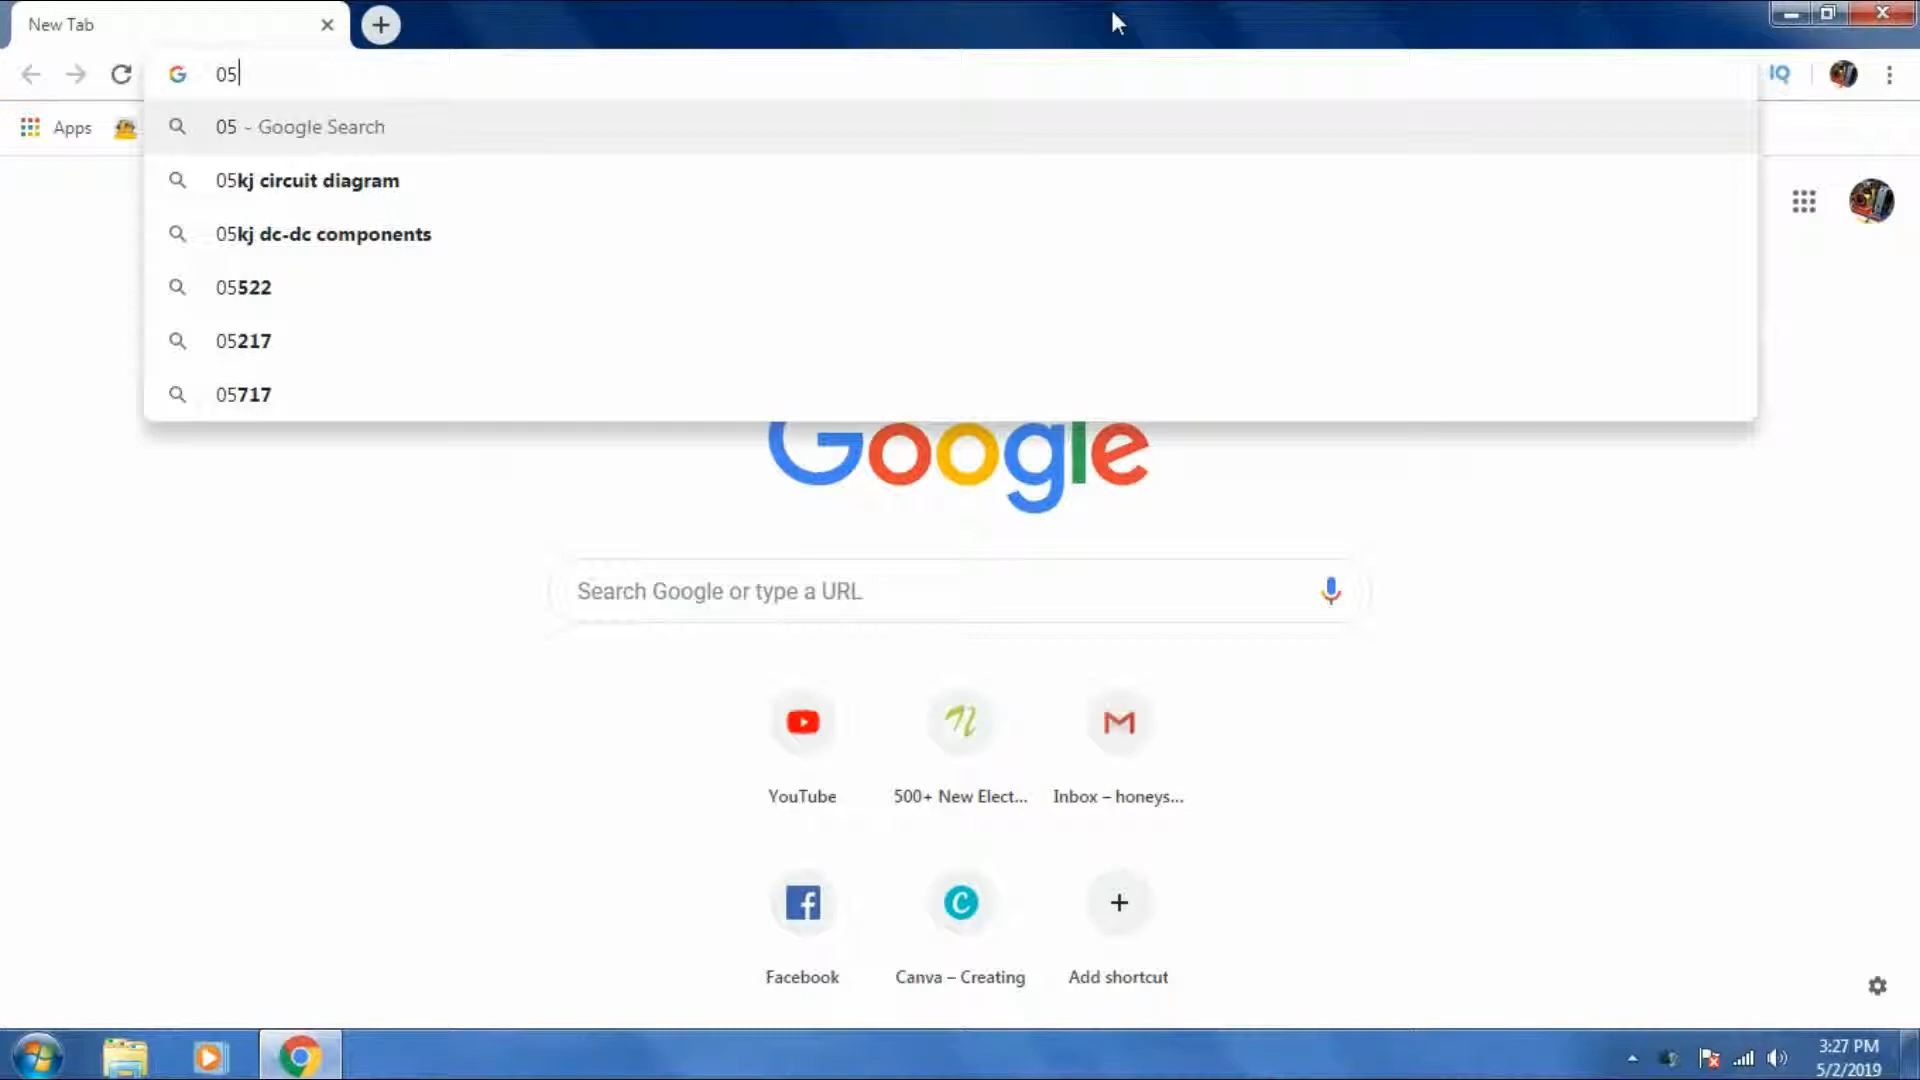 New Tab
05
IQ
05 - Google Search
Apps
05kj circuit diagram
05kj dc-dc components
05522
05217
05717
Google
Search Google or type a URL
YouTube
500+ New Elect...
Inbox – honeys...
Facebook
Canva – Creating
Add shortcut
3:27 PM
5/2/2019